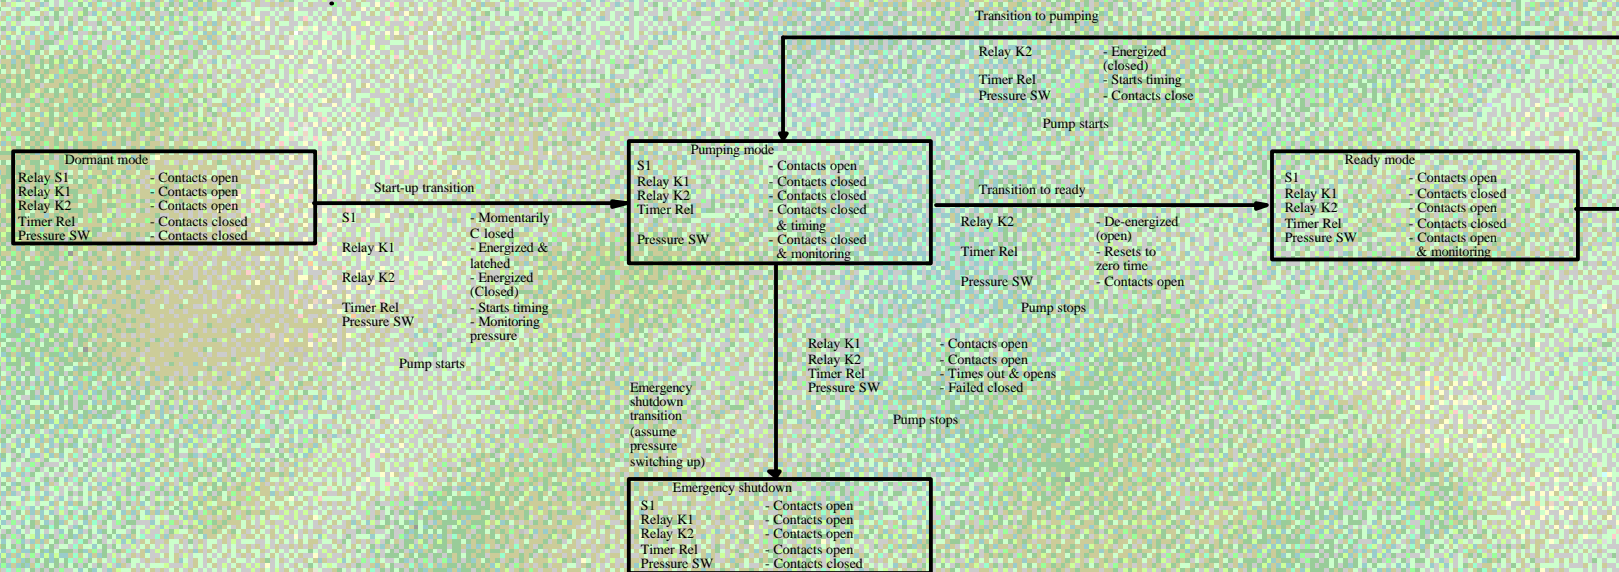 Transition to pumping
Relay K2 - Energized
(closed)
Timer Rel - Starts timing
Pressure SW - Contacts close
Pump starts
Dormant mode
Relay S1 - Contacts open
Relay K1 - Contacts open
Relay K2 - Contacts open
Timer Rel - Contacts closed
Pressure SW - Contacts closed
Start-up transition
S1 - Momentarily
C losed
Relay K1 - Energized &
latched
Relay K2 - Energized
(Closed)
Timer Rel - Starts timing
Pressure SW - Monitoring
pressure
Pump starts
Pumping mode
S1 - Contacts open
Relay K1 - Contacts closed
Relay K2 - Contacts closed
Timer Rel - Contacts closed
& timing
Pressure SW - Contacts closed
& monitoring
Transition to ready
Relay K2 - De-energized
(open)
Timer Rel - Resets to
zero time
Pressure SW - Contacts open
Pump stops
Ready mode
S1 - Contacts open
Relay K1 - Contacts closed
Relay K2 - Contacts open
Timer Rel - Contacts closed
Pressure SW - Contacts open
& monitoring
Relay K1 - Contacts open
Relay K2 - Contacts open
Timer Rel - Times out & opens
Pressure SW - Failed closed
Pump stops
Emergency
shutdown
transition
(assume
pressure
switching up)
Emergency shutdown
S1 - Contacts open
Relay K1 - Contacts open
Relay K2 - Contacts open
Timer Rel - Contacts open
Pressure SW - Contacts closed